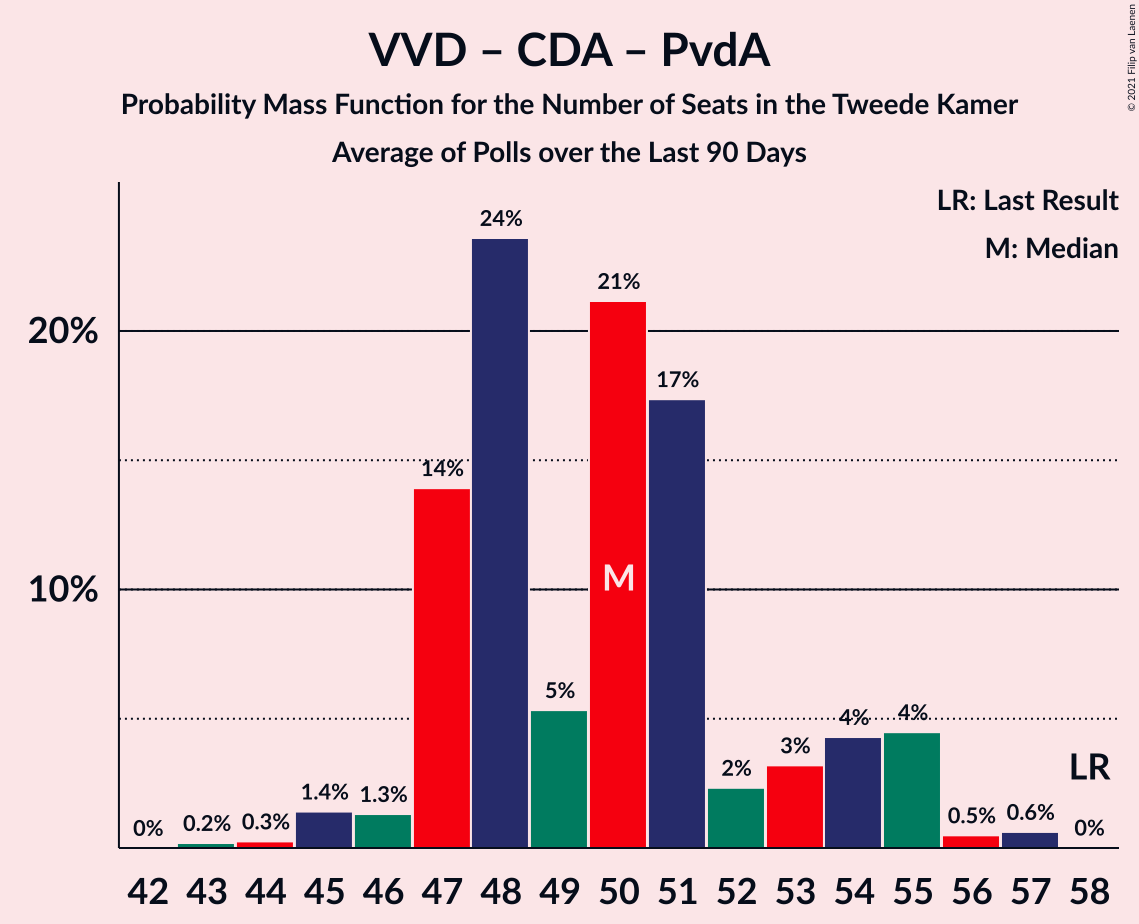 VVD – CDA – PvdA
Probability Mass Function for the Number of Seats in the Tweede Kamer
Average of Polls over the Last 90 Days
© 2021 Filip van Laenen
LR: Last Result
M: Median
20%
10%
0%
0.2%
0.3%
1.4%
1.3%
14%
24%
5%
21%
17%
2%
3%
4%
4%
0.5%
0.6%
0%
M
LR
42 43 44 45 46 47 48 49 50 51 52 53 54 55 56 57 58